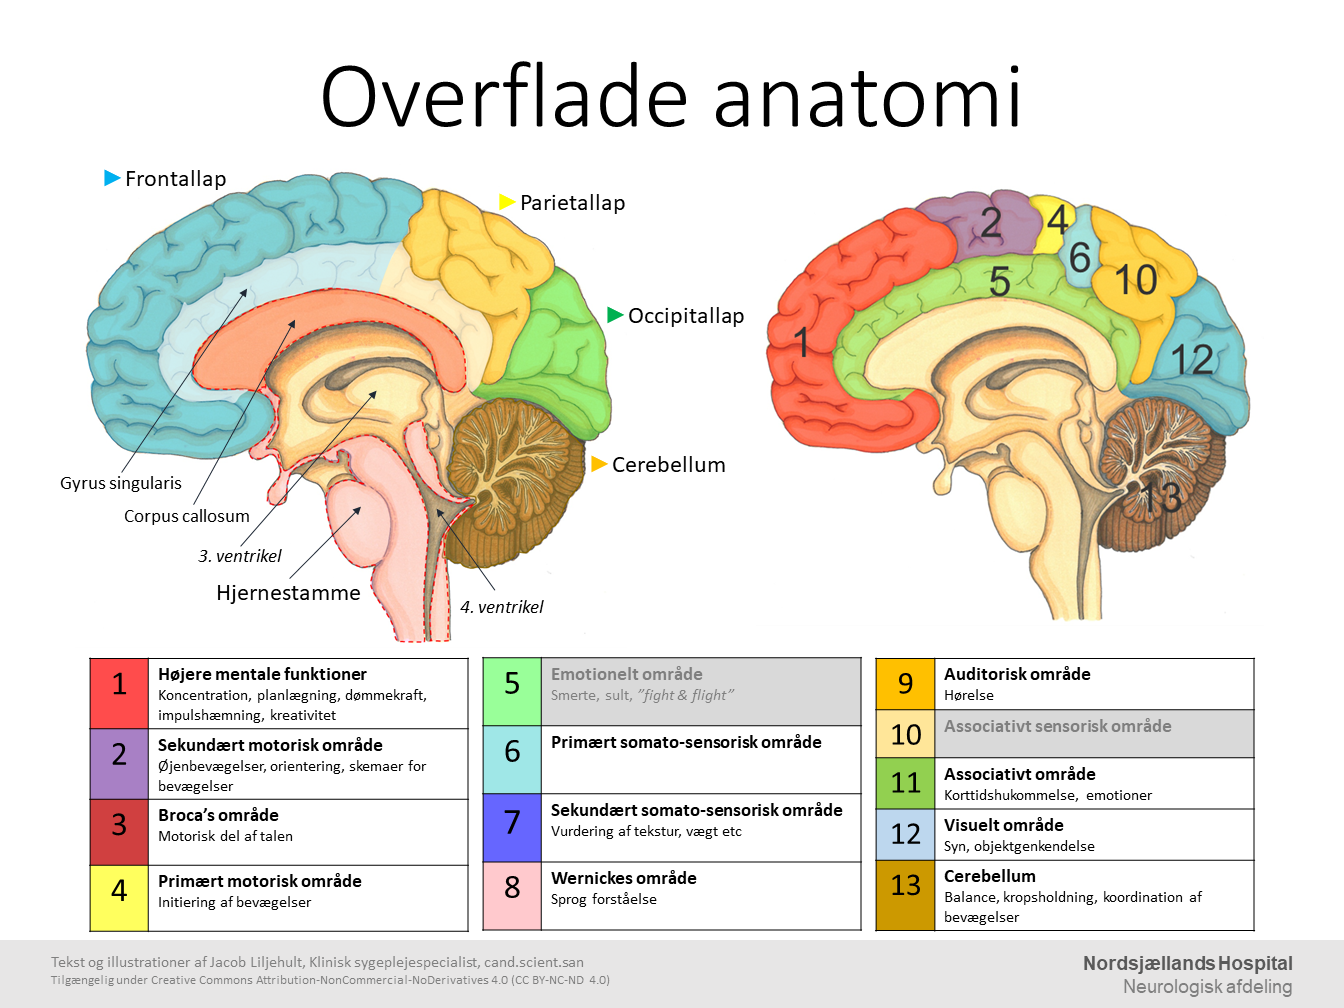 Overflade anatomi
Frontallap
Parietallap
Occipitallap
Cerebellum
Gyrus singularis
Corpus callosum
3. ventrikel
Hjernestamme
4. ventrikel
1
2
4
5
6
10
12
13
1
Højere mentale funktioner
Koncentration, planlægning, dømmekraft,
impulshæmning, kreativitet
2
Sekundært motorisk område
Øjenbevægelser, orientering, skemaer for
bevægelser
3
Broca's område
Motorisk del af talen
4
Primært motorisk område
Initiering af bevægelser
5
Emotionelt område
Smerte, sult, ”fight & flight”
6
Primært somato-sensorisk område
7
Sekundært somato-sensorisk område
Vurdering af tekstur, vægt etc
8
Wernickes område
Sprog forståelse
9
Auditorisk område
Hørelse
10
Associativt sensorisk område
11
Associativt område
Korttidshukommelse, emotioner
12
Visuelt område
Syn, objektgenkendelse
13
Cerebellum
Balance, kropsholdning, koordination af
bevægelser
Tekst og illustrationer af Jacob Liljehult, Klinisk sygeplejespecialist, cand.scient.san
Tilgængelig under Creative Commons Attribution-NonCommercial-NoDerivatives 4.0 (CC BY-NC-ND 4.0)
Nordsjællands Hospital
Neurologisk afdeling